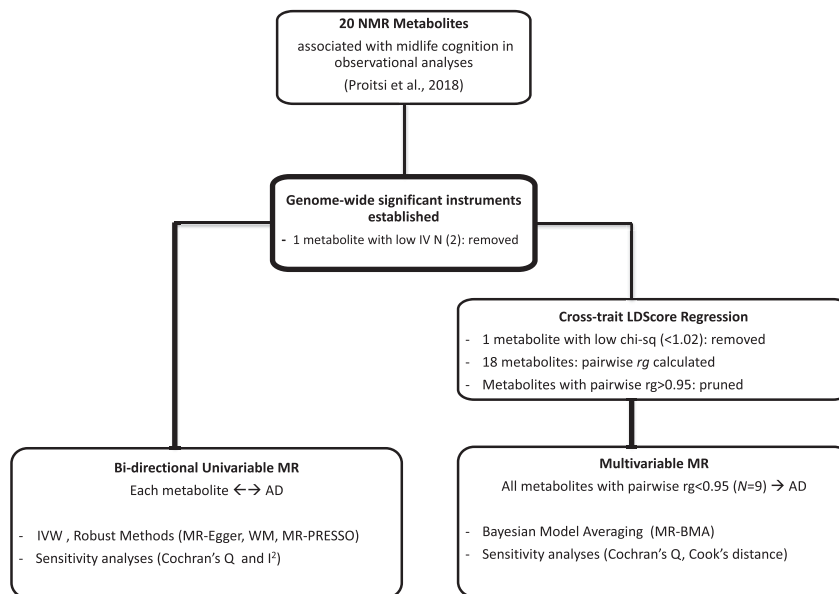 20 NMR Metabolites
associated with midlife cognition in
observational analyses
(Proitsi et al., 2018)
Genome-wide significant instruments
established
- 1 metabolite with low IV N (2): removed
Cross-trait LDScore Regression
- 1 metabolite with low chi-sq (<1.02): removed
- 18 metabolites: pairwise rg calculated
- Metabolites with pairwise rg>0.95: pruned
Bi-directional Univariable MR
Each metabolite ←→ AD
- IVW , Robust Methods (MR-Egger, WM, MR-PRESSO)
- Sensitivity analyses (Cochran's Q and I²)
Multivariable MR
All metabolites with pairwise rg<0.95 (N=9) → AD
- Bayesian Model Averaging (MR-BMA)
- Sensitivity analyses (Cochran's Q, Cook's distance)